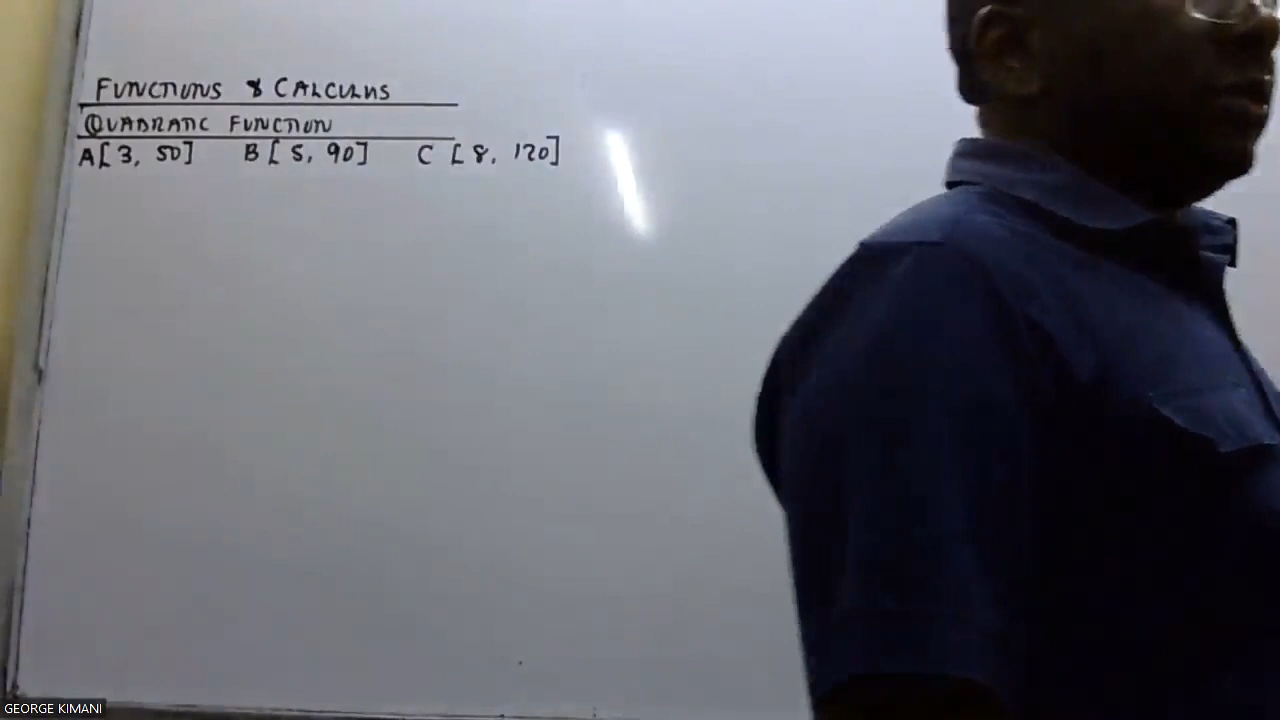 FUNCTIONS & CALCULUS
QUADRATIC FUNCTION
A[3, 50] B[5, 90] C[8, 120]
GEORGE KIMANI